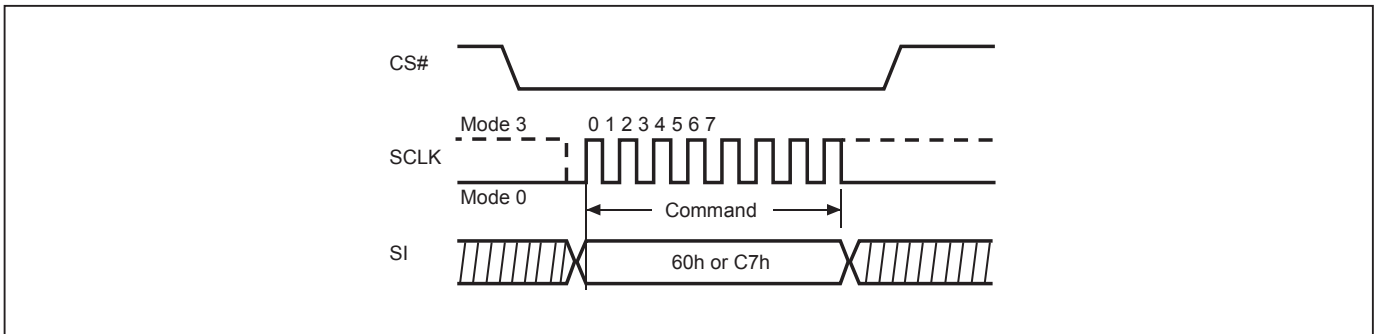 CS#
Mode 3
0 1 2 3 4 5 6 7
SCLK
Mode 0
Command
SI
60h or C7h